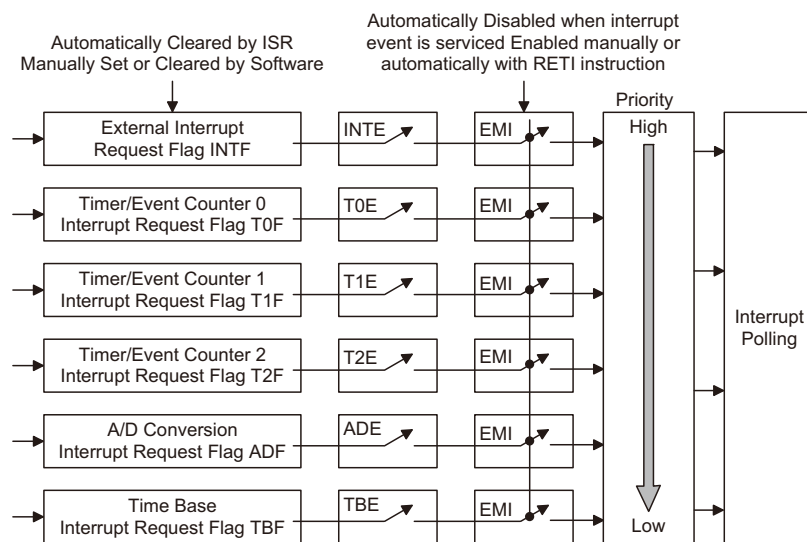 Automatically Cleared by ISR
Manually Set or Cleared by Software
Automatically Disabled when interrupt
event is serviced Enabled manually or
automatically with RETI instruction
Priority
External Interrupt
Request Flag INTF
INTE
EMI
High
Timer/Event Counter 0
Interrupt Request Flag T0F
T0E
EMI
Timer/Event Counter 1
Interrupt Request Flag T1F
T1E
EMI
Interrupt
Polling
Timer/Event Counter 2
Interrupt Request Flag T2F
T2E
EMI
A/D Conversion
Interrupt Request Flag ADF
ADE
EMI
Time Base
Interrupt Request Flag TBF
TBE
EMI
Low